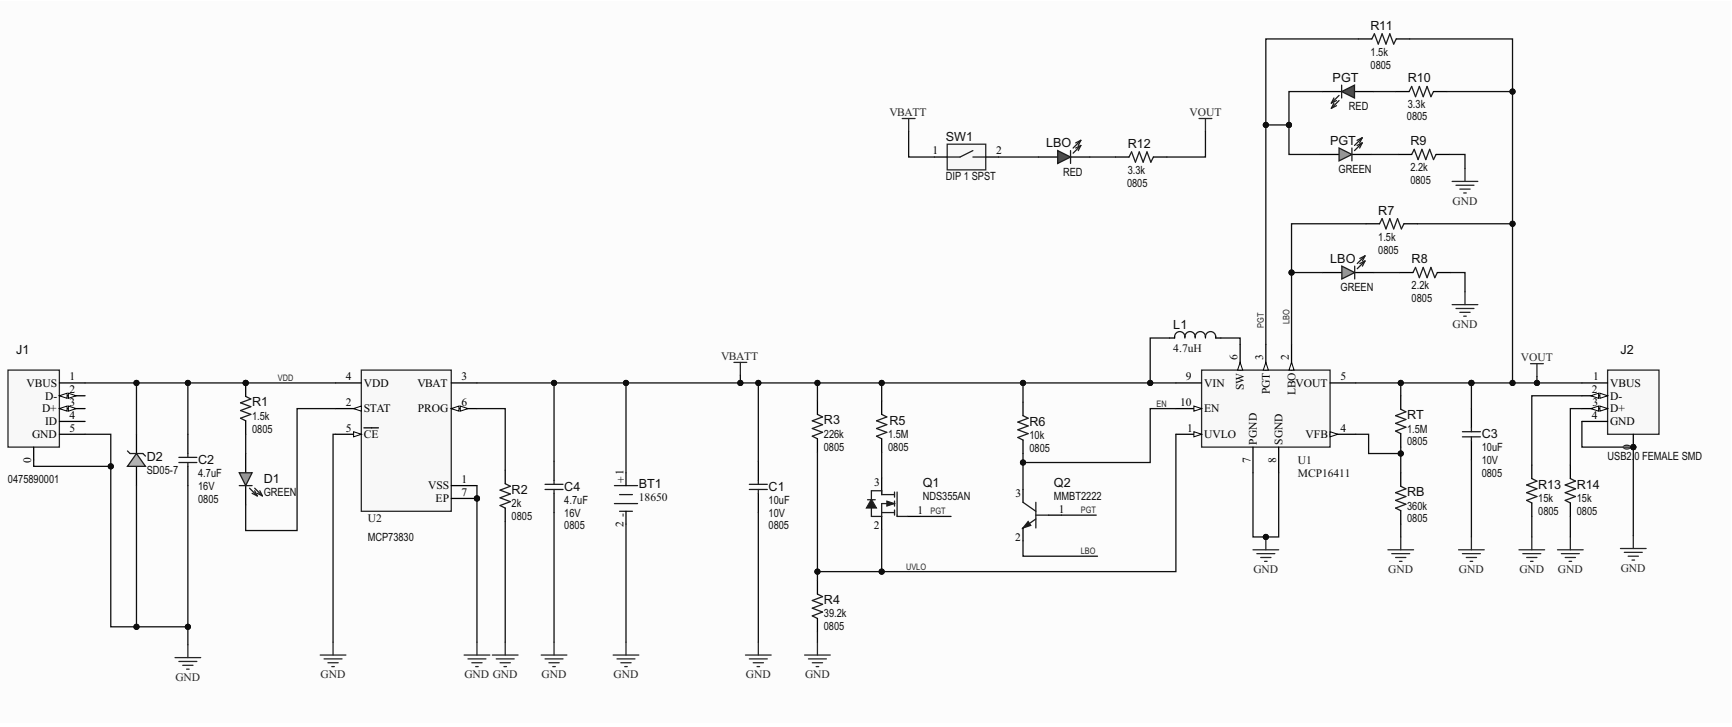 R11
1.5k
0805
PGT
RED
R10
3.3k
0805
PGT
GREEN
R9
2.2k
0805
GND
VBATT
SW1
1
2
DIP 1 SPST
LBO
RED
R12
3.3k
0805
VOUT
R7
1.5k
0805
LBO
GREEN
R8
2.2k
0805
GND
PGT
LBO
L1
4.7uH
J1
VBUS 1
D- 2
D+ 3
ID 4
GND 5
0
0475890001
D2
SD05-7
C2
4.7uF
16V
0805
GND
R1
1.5k
0805
D1
GREEN
VDD
4 VDD
2 STAT
5 CE
VBAT 3
PROG 6
VSS 1
EP 7
U2
MCP73830
GND
GND
R2
2k
0805
GND
C4
4.7uF
16V
0805
GND
BT1
18650
+ 1
2 -
GND
VBATT
C1
10uF
10V
0805
GND
R3
226k
0805
R4
39.2k
0805
GND
R5
1.5M
0805
Q1
NDS355AN
3
1 PGT
2
UVLO
R6
10k
0805
Q2
MMBT2222
3
1 PGT
2
LBO
EN
9 VIN
10 EN
1 UVLO
6 SW
3 PGT
2 LBO
VOUT 5
VFB 4
PGND 7
SGND 8
U1
MCP16411
GND
RT
1.5M
0805
RB
360k
0805
GND
C3
10uF
10V
0805
GND
VOUT
J2
1 VBUS
2 D-
3 D+
4 GND
0
USB2.0 FEMALE SMD
R13
15k
0805
GND
R14
15k
0805
GND
GND